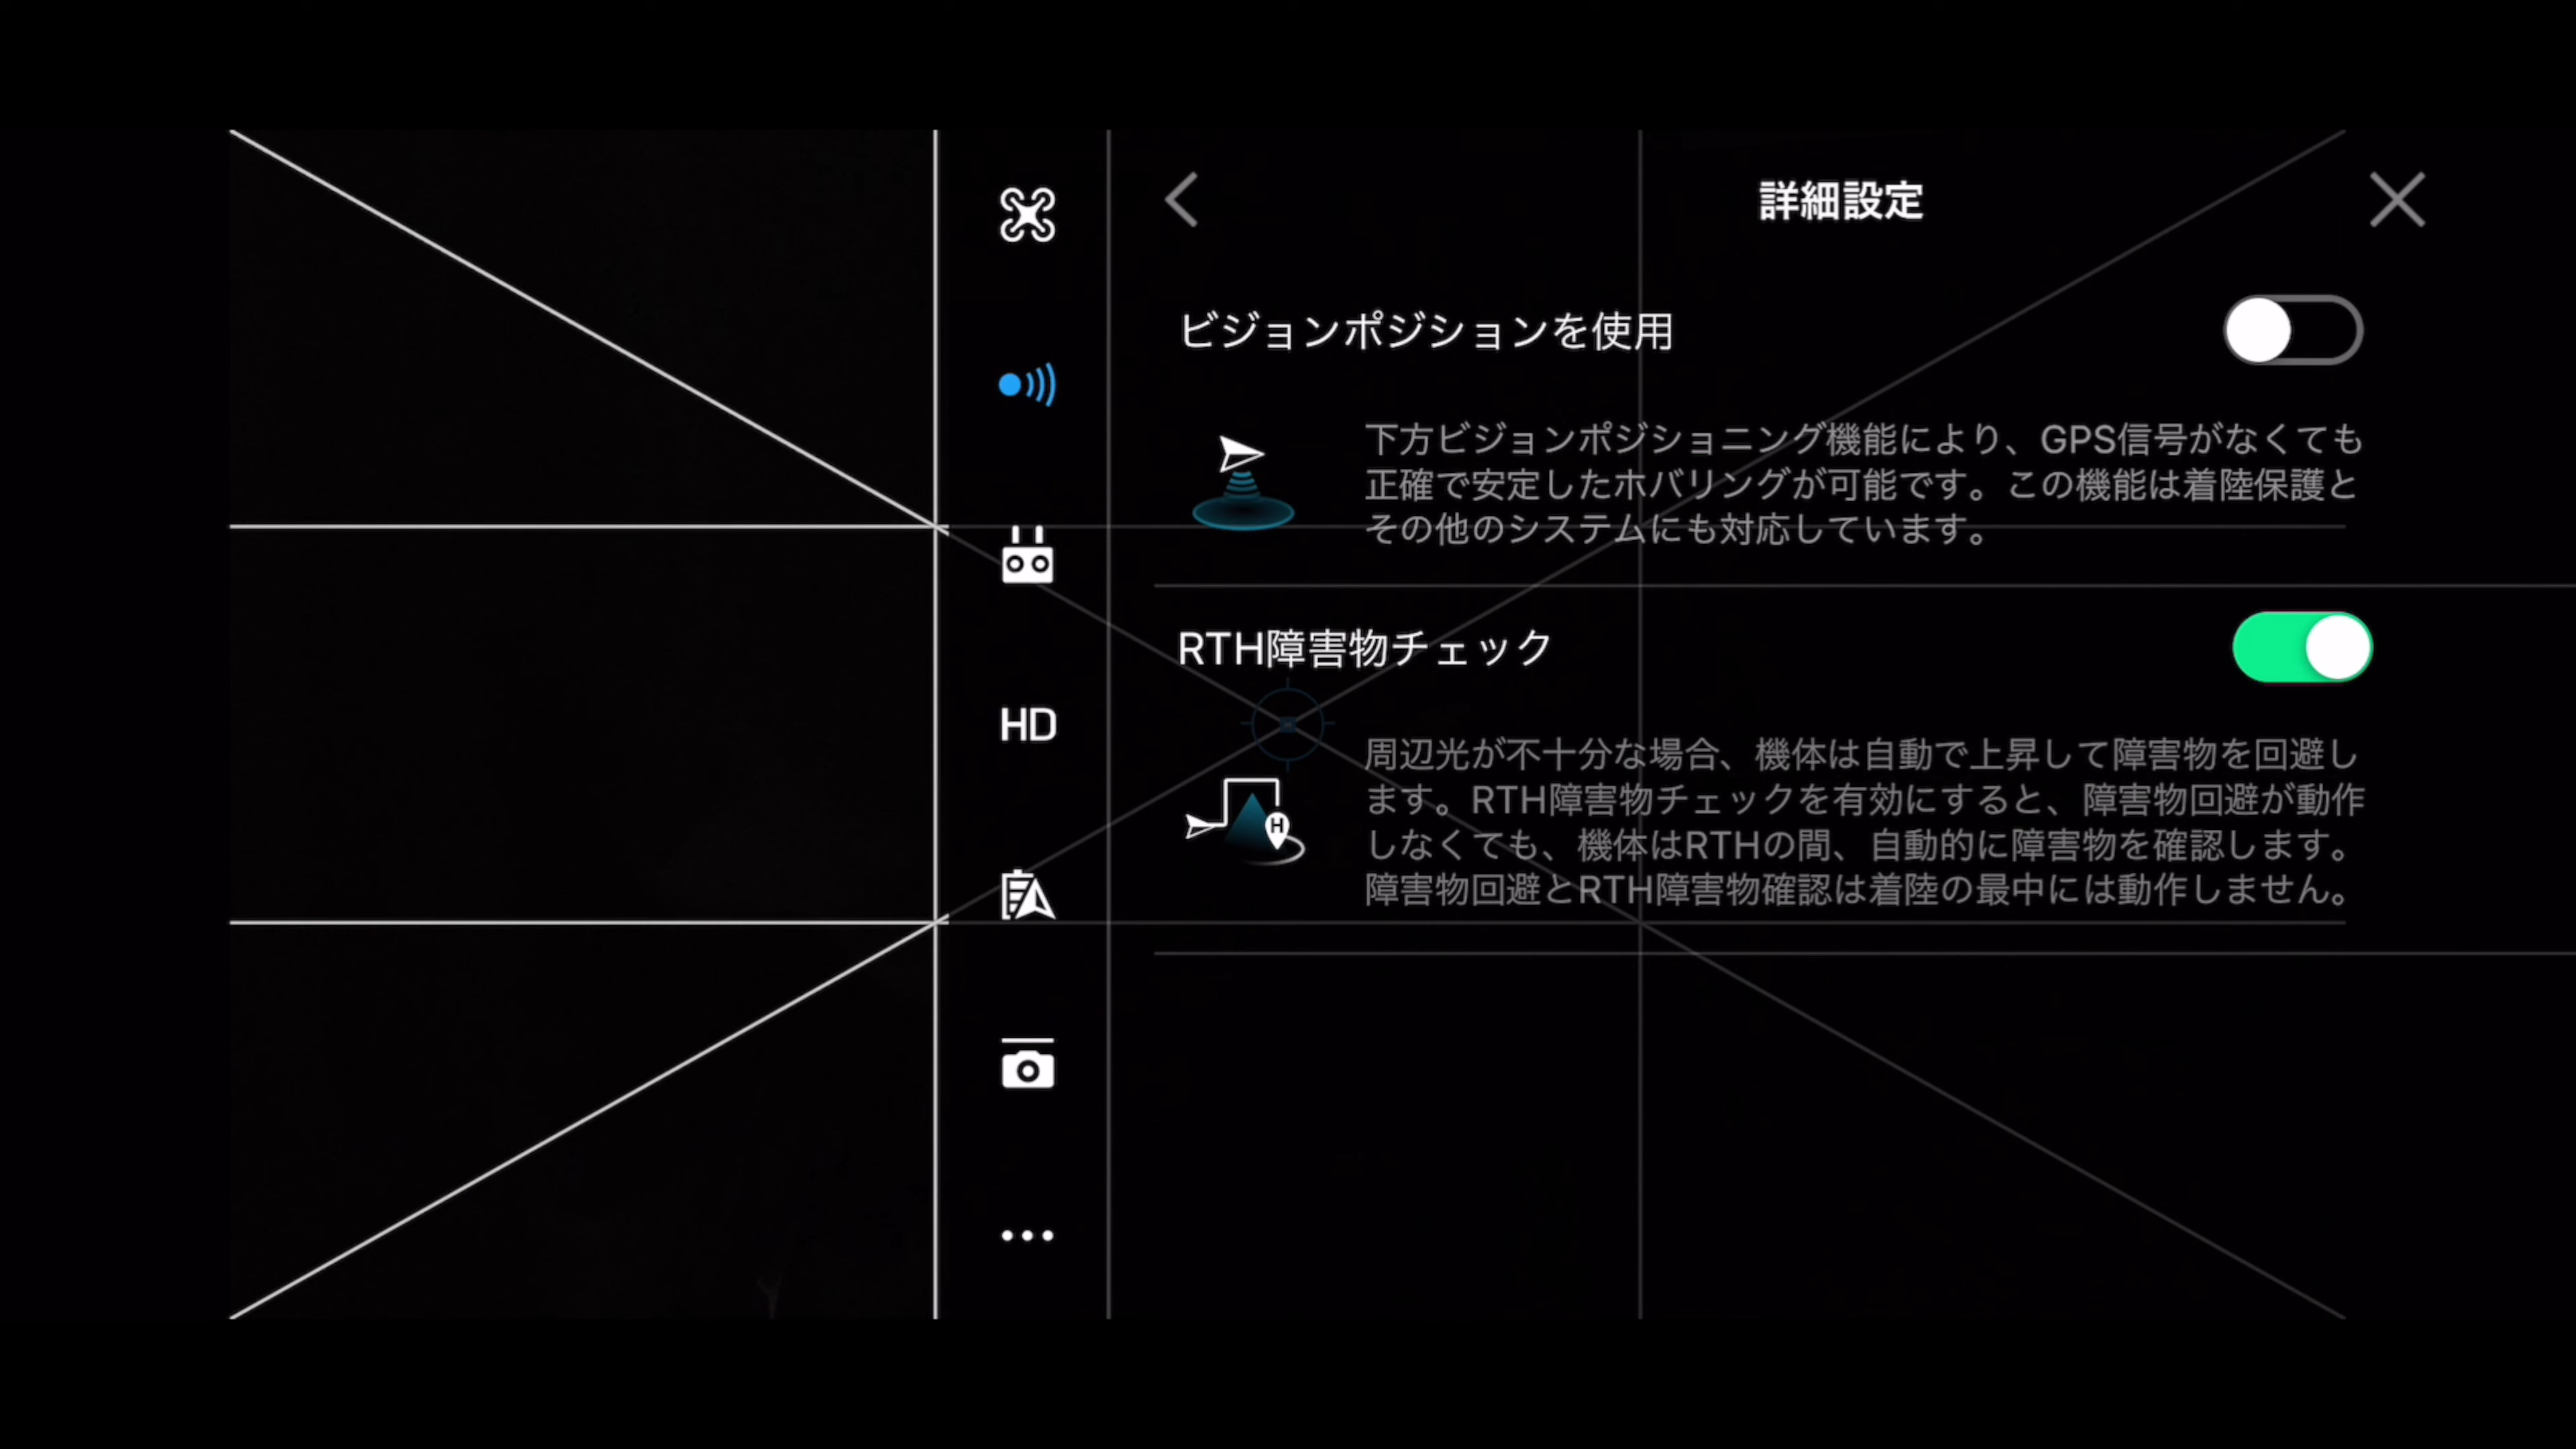 詳細設定
ビジョンポジションを使用
下方ビジョンポジショニング機能により、GPS信号がなくても
正確で安定したホバリングが可能です。この機能は着陸保護と
その他のシステムにも対応しています。
RTH障害物チェック
HD
周辺光が不十分な場合、機体は自動で上昇して障害物を回避し
ます。RTH障害物チェックを有効にすると、障害物回避が動作
しなくても、機体はRTHの間、自動的に障害物を確認します。
障害物回避とRTH障害物確認は着陸の最中には動作しません。
H